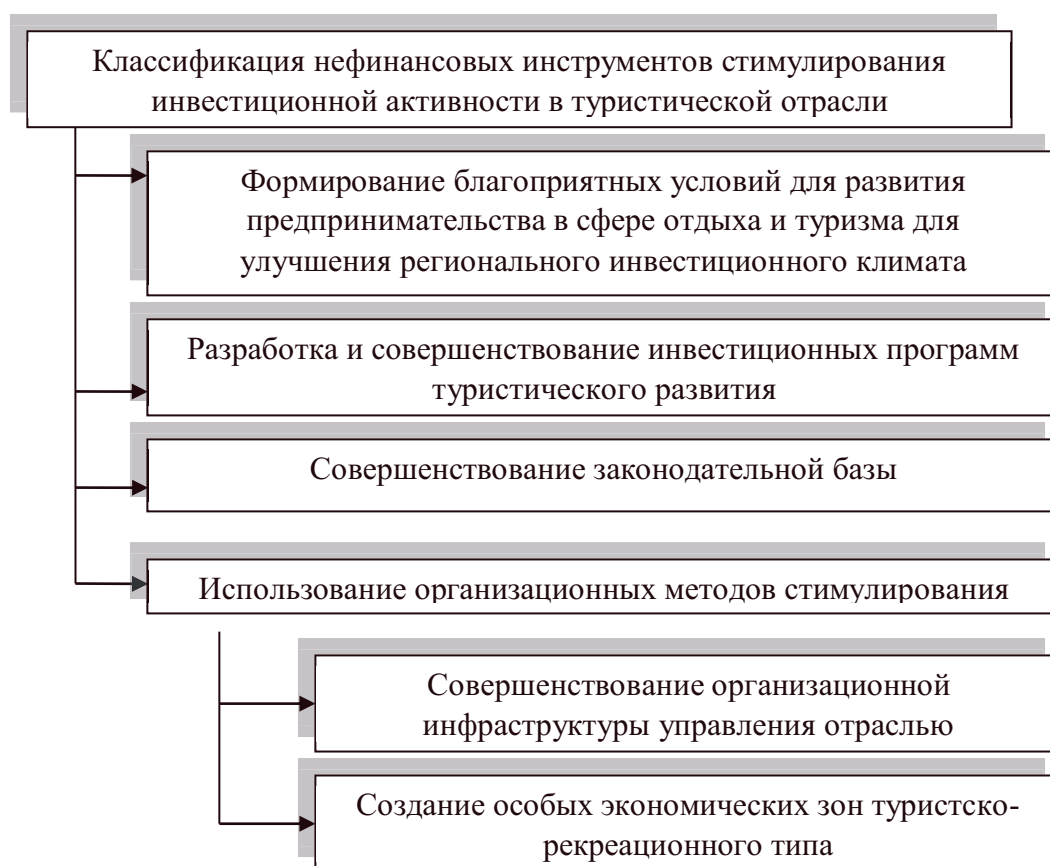 Классификация нефинансовых инструментов стимулирования
инвестиционной активности в туристической отрасли
Формирование благоприятных условий для развития
предпринимательства в сфере отдыха и туризма для
улучшения регионального инвестиционного климата
Разработка и совершенствование инвестиционных программ
туристического развития
Совершенствование законодательной базы
Использование организационных методов стимулирования
Совершенствование организационной
инфраструктуры управления отраслью
Создание особых экономических зон туристско-
рекреационного типа